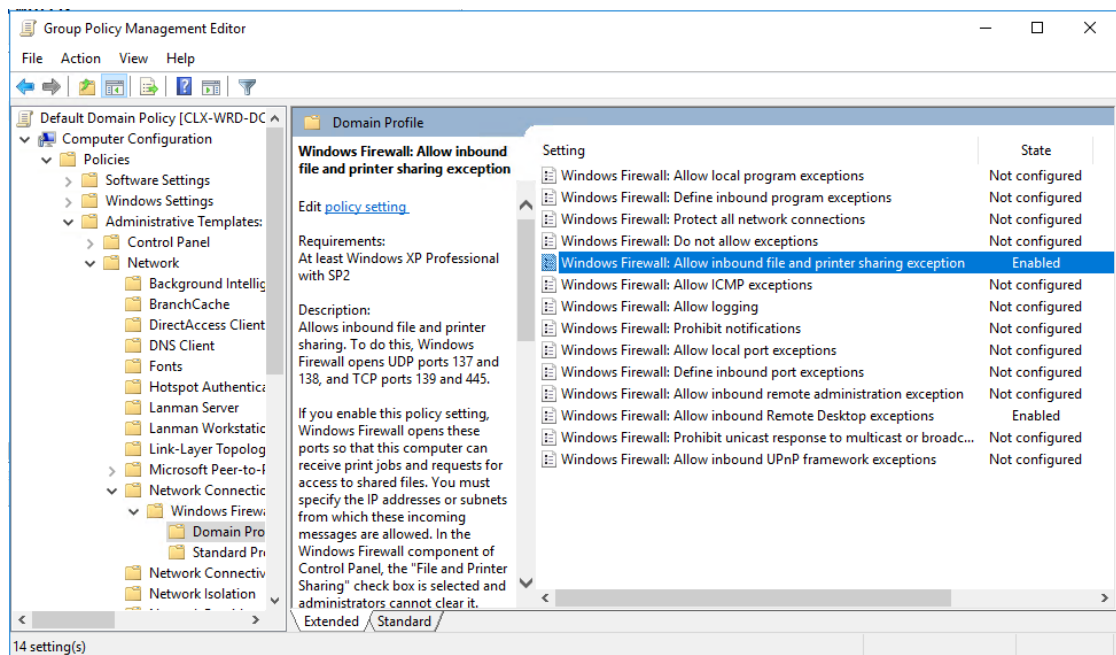 Group Policy Management Editor
File Action View Help
Default Domain Policy [CLX-WRD-DC
Computer Configuration
Policies
Software Settings
Windows Settings
Administrative Templates:
Control Panel
Network
Background Intellig
BranchCache
DirectAccess Client
DNS Client
Fonts
Hotspot Authentica
Lanman Server
Lanman Workstatic
Link-Layer Topolog
Microsoft Peer-to-P
Network Connectic
Windows Firewa
Domain Pro
Standard Pro
Network Connectiv
Network Isolation
Domain Profile
Windows Firewall: Allow inbound
file and printer sharing exception
Edit policy setting
Requirements:
At least Windows XP Professional
with SP2
Description:
Allows inbound file and printer
sharing. To do this, Windows
Firewall opens UDP ports 137 and
138, and TCP ports 139 and 445.
If you enable this policy setting,
Windows Firewall opens these
ports so that this computer can
receive print jobs and requests for
access to shared files. You must
specify the IP addresses or subnets
from which these incoming
messages are allowed. In the
Windows Firewall component of
Control Panel, the "File and Printer
Sharing" check box is selected and
administrators cannot clear it.
Setting State
Windows Firewall: Allow local program exceptions Not configured
Windows Firewall: Define inbound program exceptions Not configured
Windows Firewall: Protect all network connections Not configured
Windows Firewall: Do not allow exceptions Not configured
Windows Firewall: Allow inbound file and printer sharing exception Enabled
Windows Firewall: Allow ICMP exceptions Not configured
Windows Firewall: Allow logging Not configured
Windows Firewall: Prohibit notifications Not configured
Windows Firewall: Allow local port exceptions Not configured
Windows Firewall: Define inbound port exceptions Not configured
Windows Firewall: Allow inbound remote administration exception Not configured
Windows Firewall: Allow inbound Remote Desktop exceptions Enabled
Windows Firewall: Prohibit unicast response to multicast or broadc... Not configured
Windows Firewall: Allow inbound UPnP framework exceptions Not configured
Extended Standard
14 setting(s)